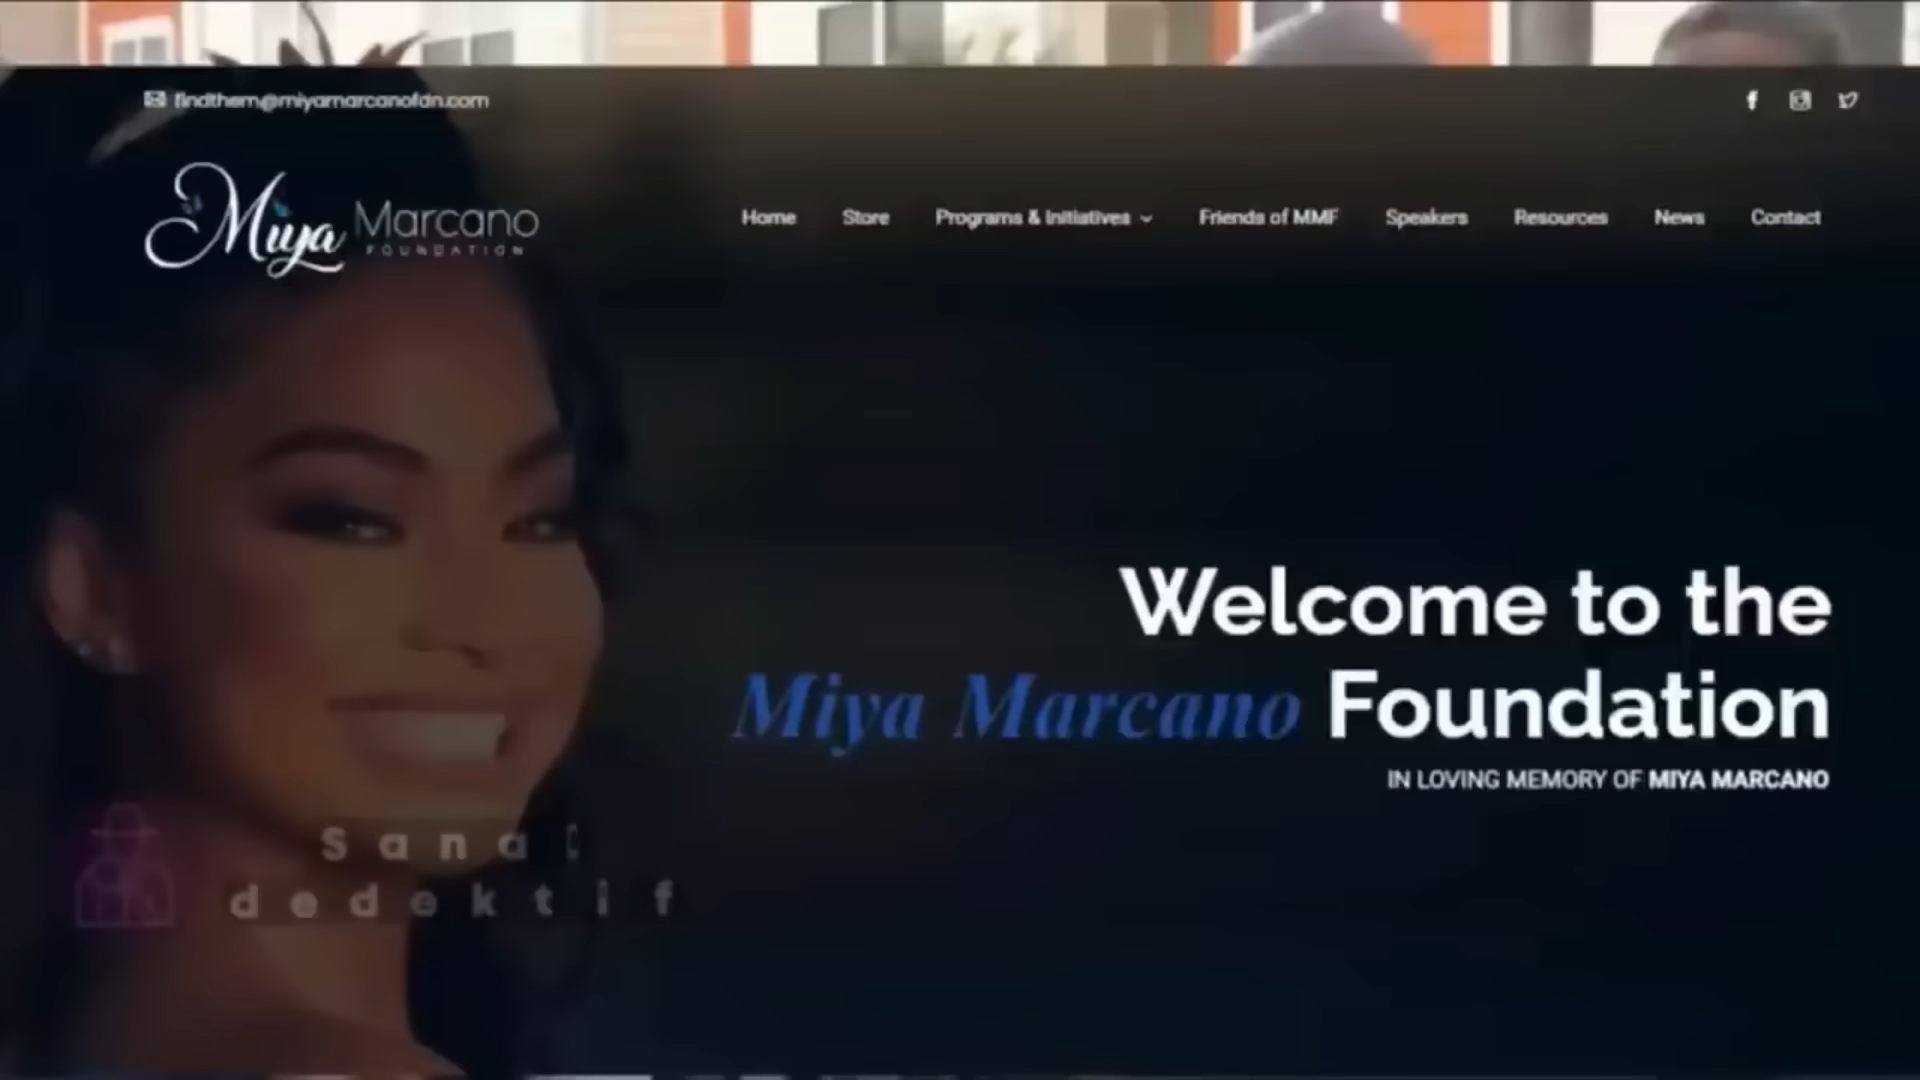 findthem@miyamarcanofdn.com
Miya Marcano
FOUNDATION
Home Store Programs & Initiatives Friends of MMF Speakers Resources News Contact
Welcome to the
Miya Marcano Foundation
IN LOVING MEMORY OF MIYA MARCANO
Sana
dedektif